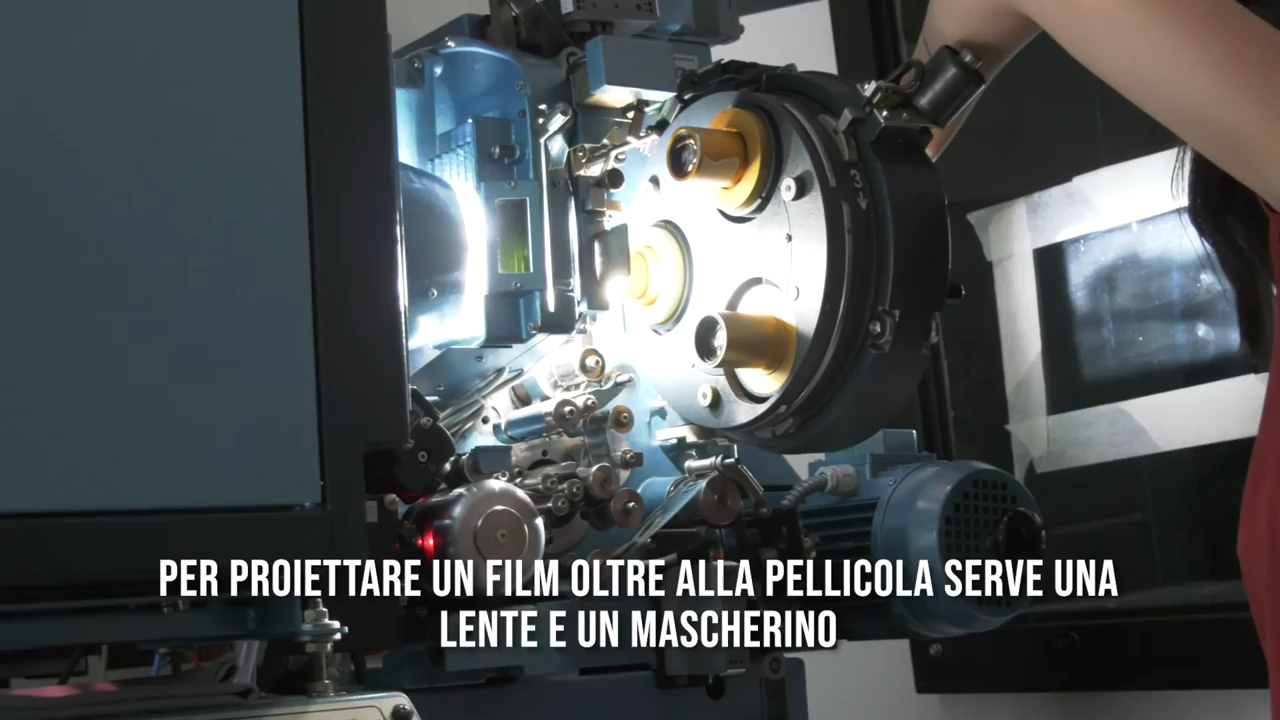 PER PROIETTARE UN FILM OLTRE ALLA PELLICOLA SERVE UNA
LENTE E UN MASCHERINO